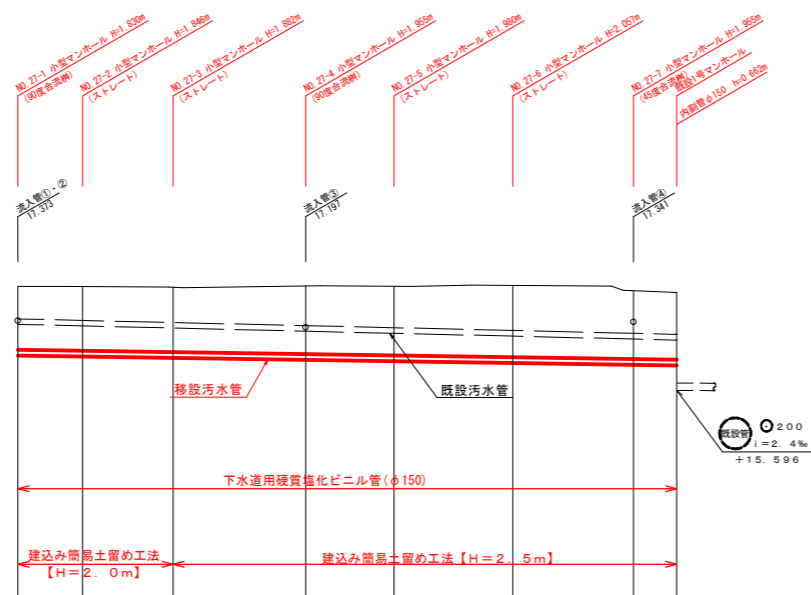 NO 27-1 小型マンホール H=1.830m
(90度合流桝)
NO 27-2 小型マンホール H=1.846m
(ストレート)
NO 27-3 小型マンホール H=1.882m
(ストレート)
NO 27-4 小型マンホール H=1.955m
(90度合流桝)
NO 27-5 小型マンホール H=1.980m
(ストレート)
NO 27-6 小型マンホール H=2.057m
(ストレート)
NO 27-7 小型マンホール H=1.955m
(45度合流桝)
既設1号マンホール
内副管φ150 h=0.662m
流入管①・②
17.373
流入管③
17.197
流入管④
17.341
移設汚水管
既設汚水管
既設管
200
i=2.4‰
+15.596
下水道用硬質塩化ビニル管(φ150)
建込み簡易土留め工法
【H=2.0m】
建込み簡易土留め工法【H=2.5m】